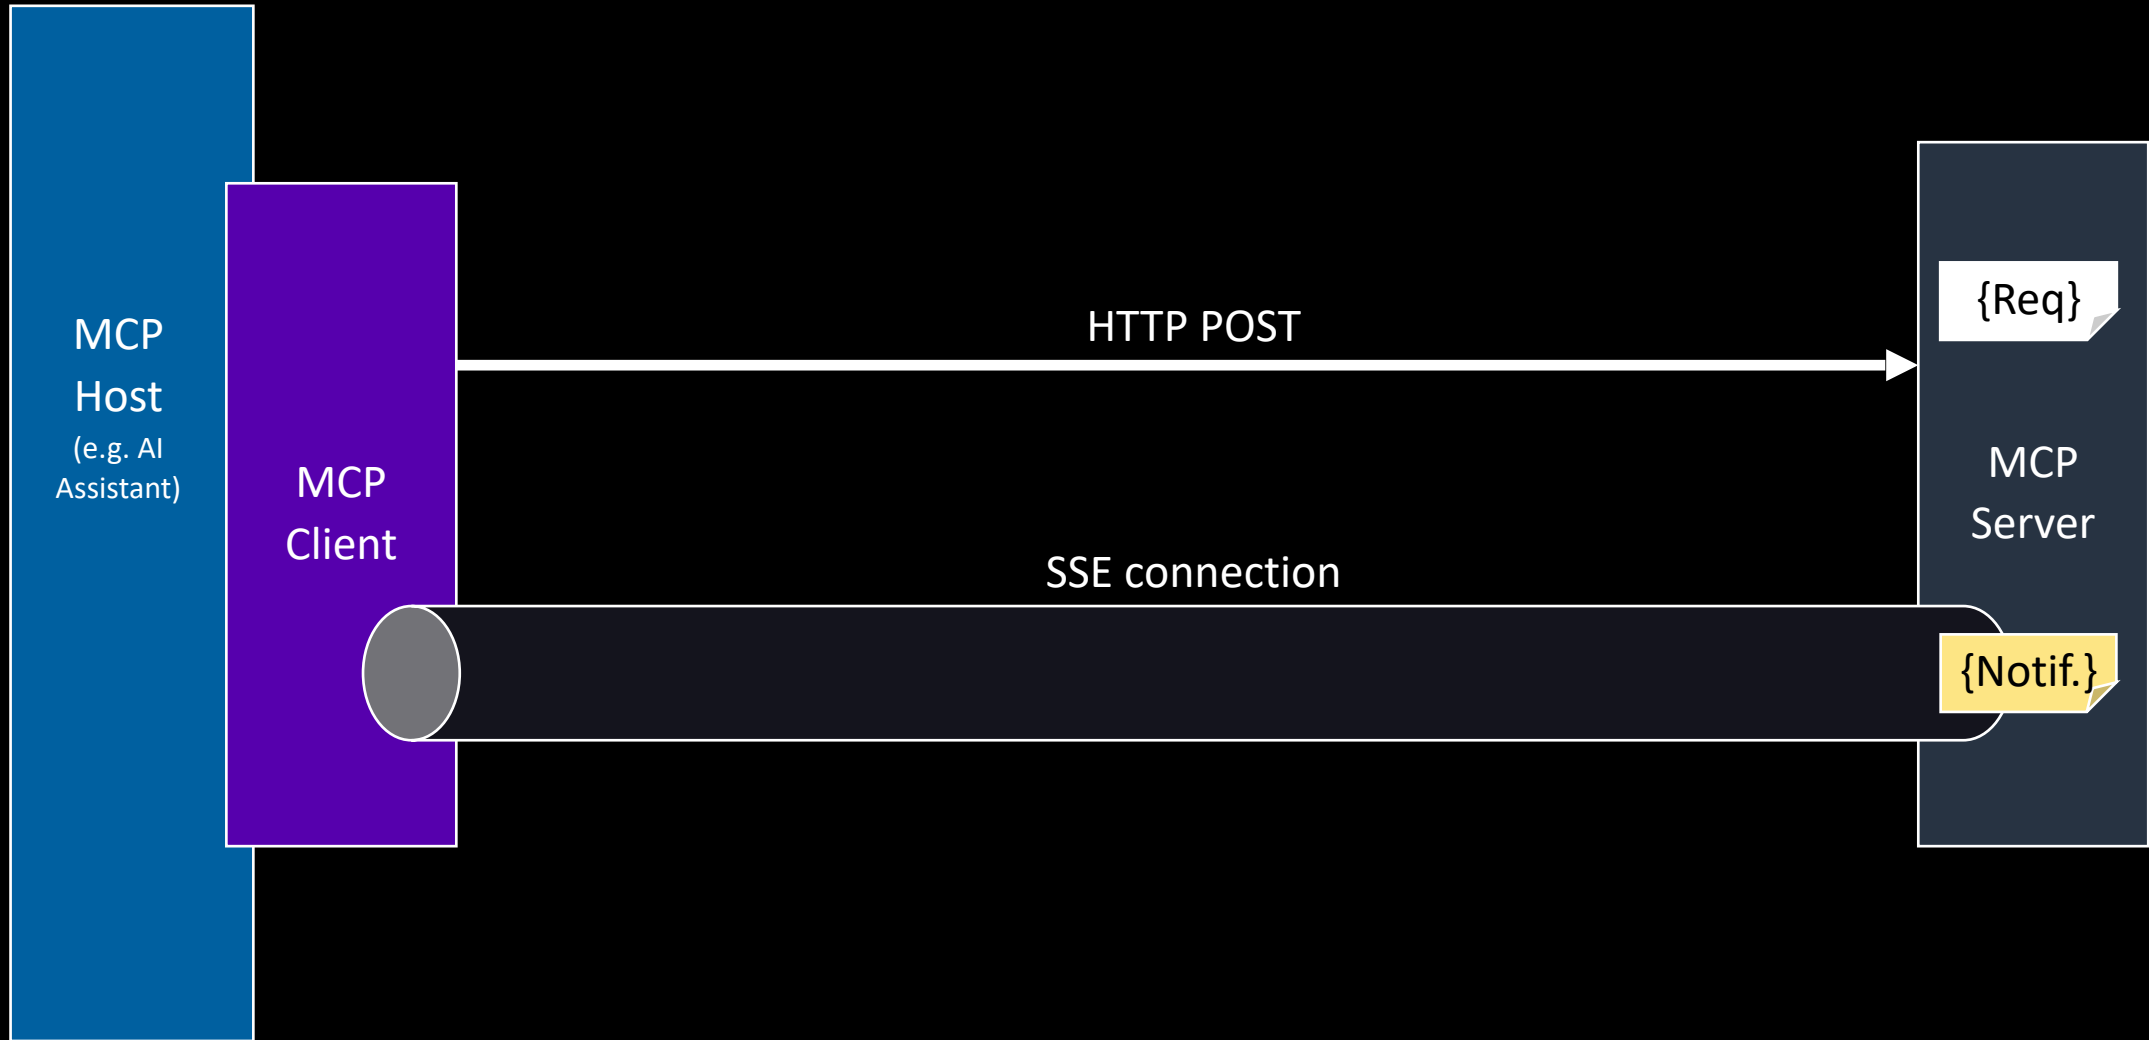 MCP
Host
(e.g. AI
Assistant)
MCP
Client
HTTP POST
SSE connection
{Req}
MCP
Server
{Notif.}